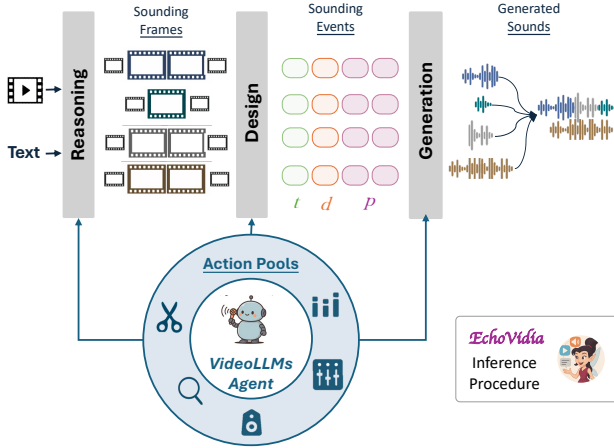 Sounding
Frames
Sounding
Events
Generated
Sounds
Reasoning
Design
Generation
Text
t d p
Action Pools
VideoLLMs
Agent
EchoVidia
Inference
Procedure